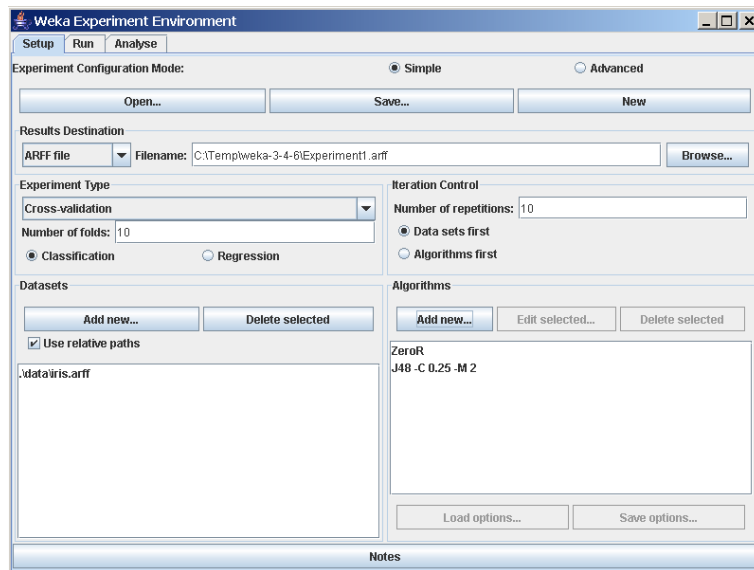 Weka Experiment Environment
Setup Run Analyse
Experiment Configuration Mode: Simple Advanced
Open... Save... New
Results Destination
ARFF file Filename: C:\Temp\weka-3-4-6\Experiment1.arff Browse...
Experiment Type
Cross-validation
Number of folds: 10
Classification Regression
Iteration Control
Number of repetitions: 10
Data sets first
Algorithms first
Datasets
Add new... Delete selected
Use relative paths
.\data\iris.arff
Algorithms
Add new... Edit selected... Delete selected
ZeroR
J48 -C 0.25 -M 2
Load options... Save options...
Notes